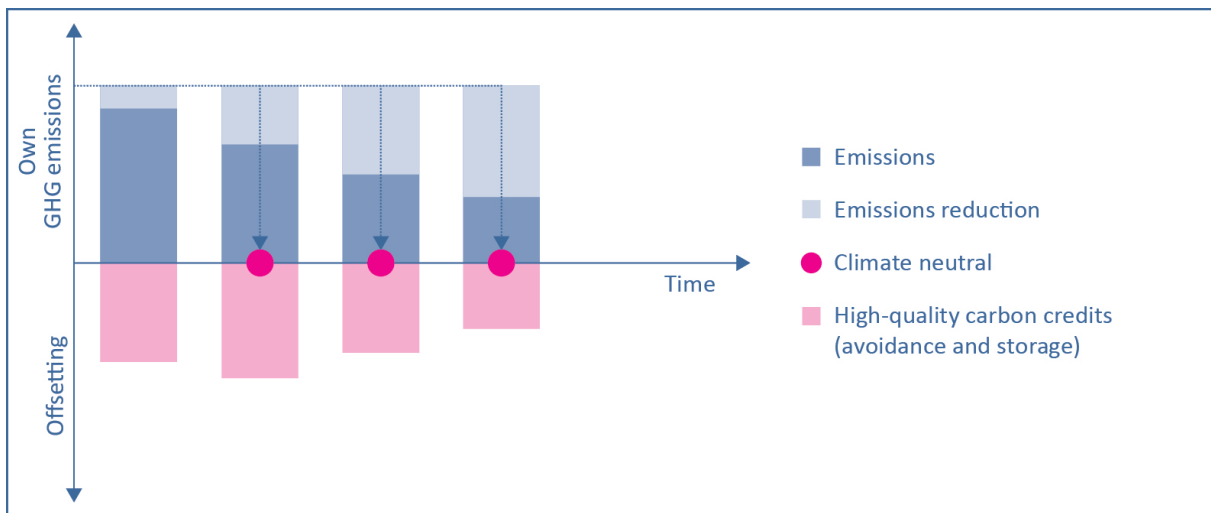 Own
GHG emissions
Offsetting
Time
Emissions
Emissions reduction
Climate neutral
High-quality carbon credits
(avoidance and storage)